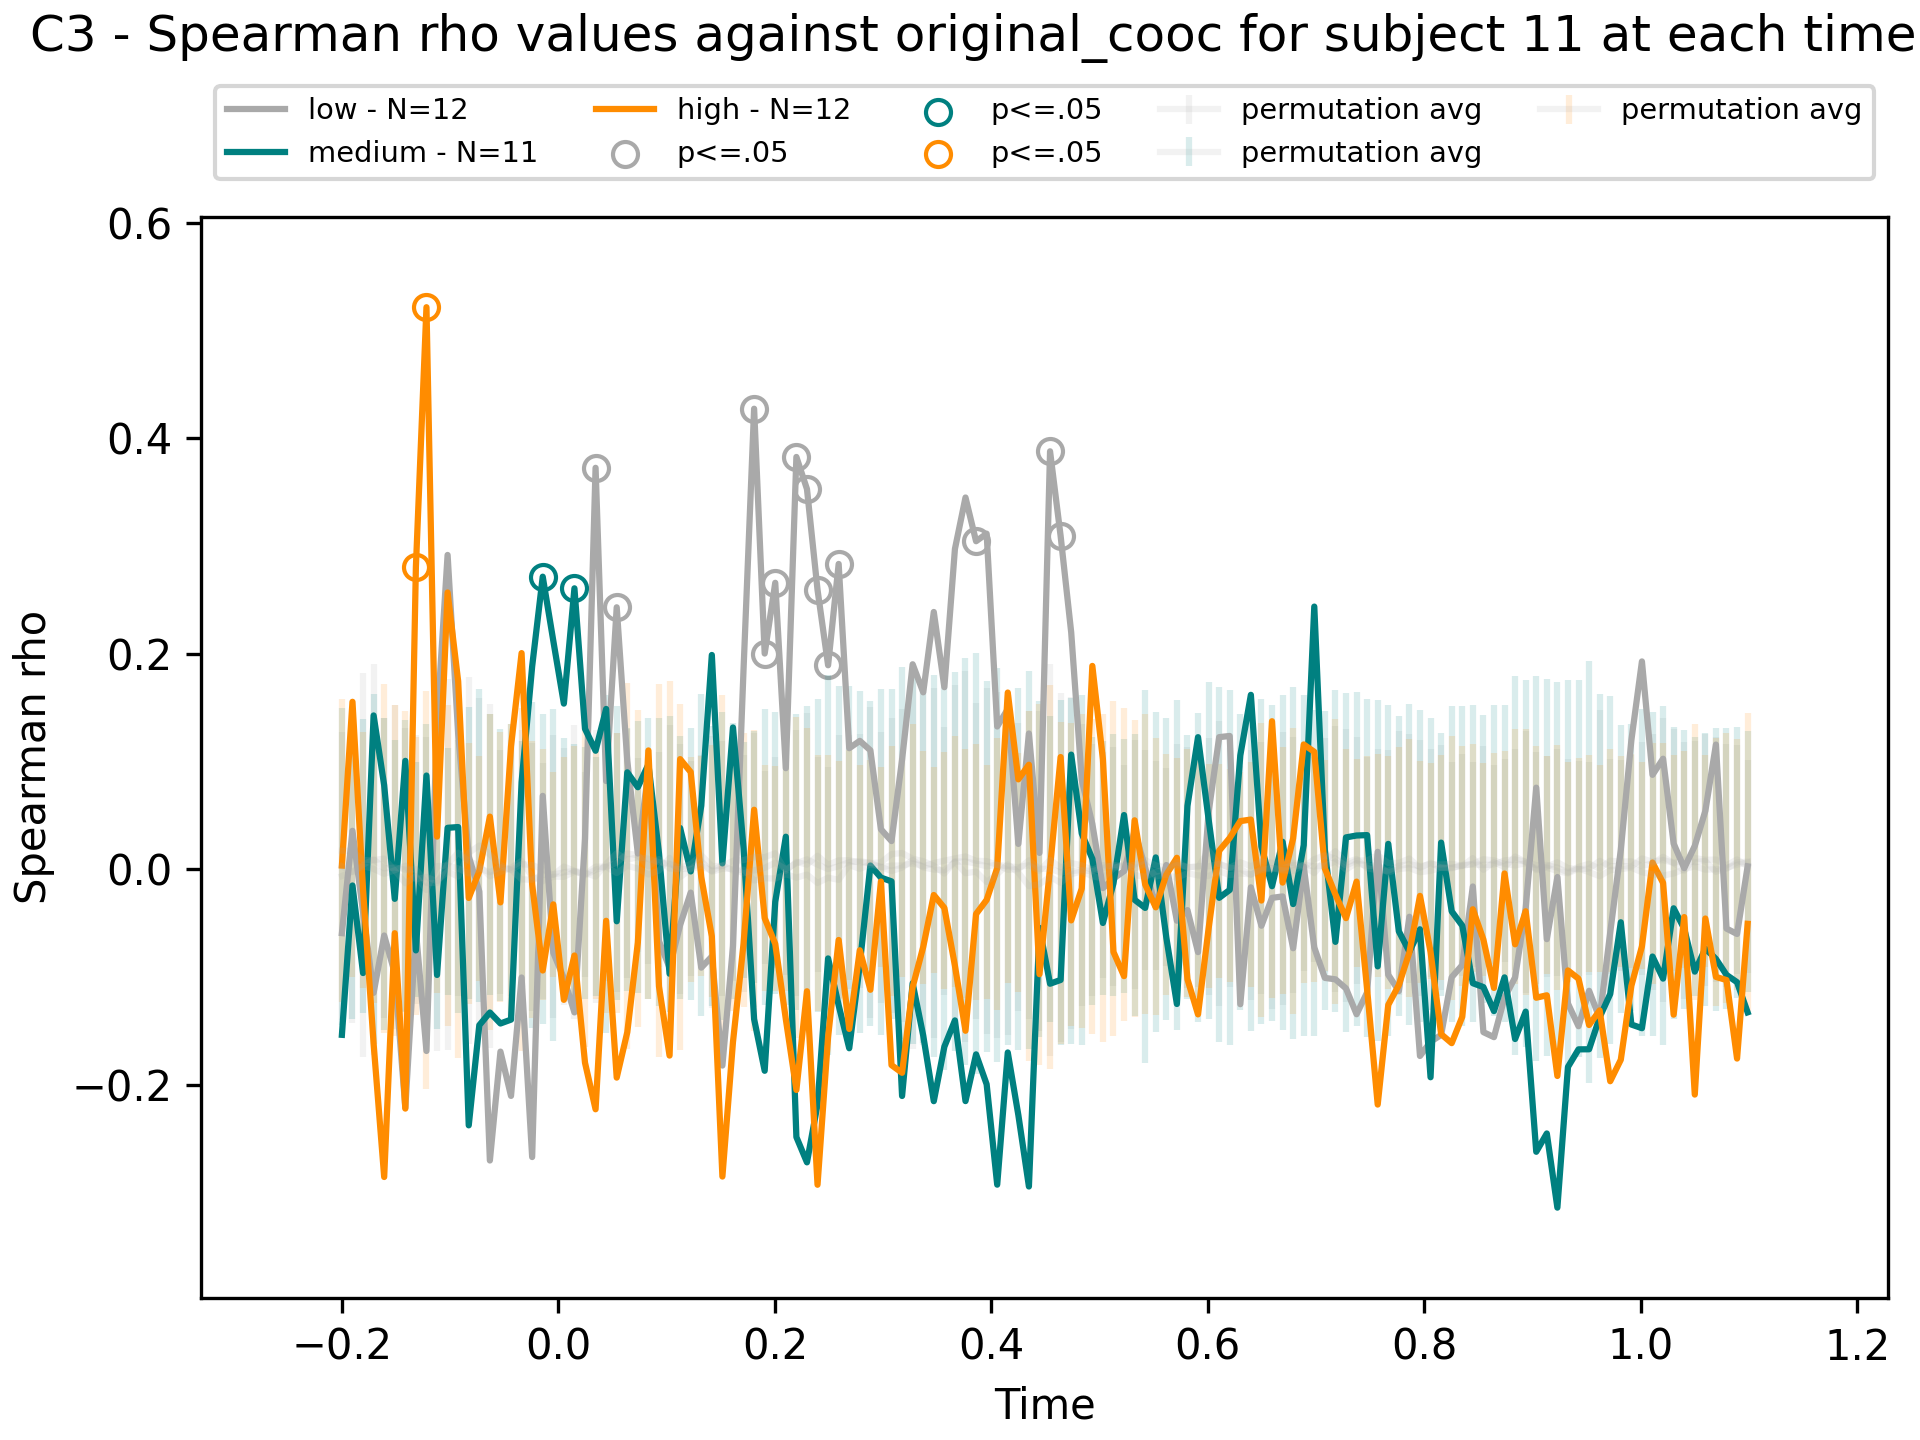 C3 - Spearman rho values against original_cooc for subject 11 at each time
low - N=12
medium - N=11
high - N=12
p<=.05
p<=.05
p<=.05
permutation avg
permutation avg
permutation avg
Spearman rho
0.6
0.4
0.2
0.0
−0.2
−0.2 0.0 0.2 0.4 0.6 0.8 1.0 1.2
Time